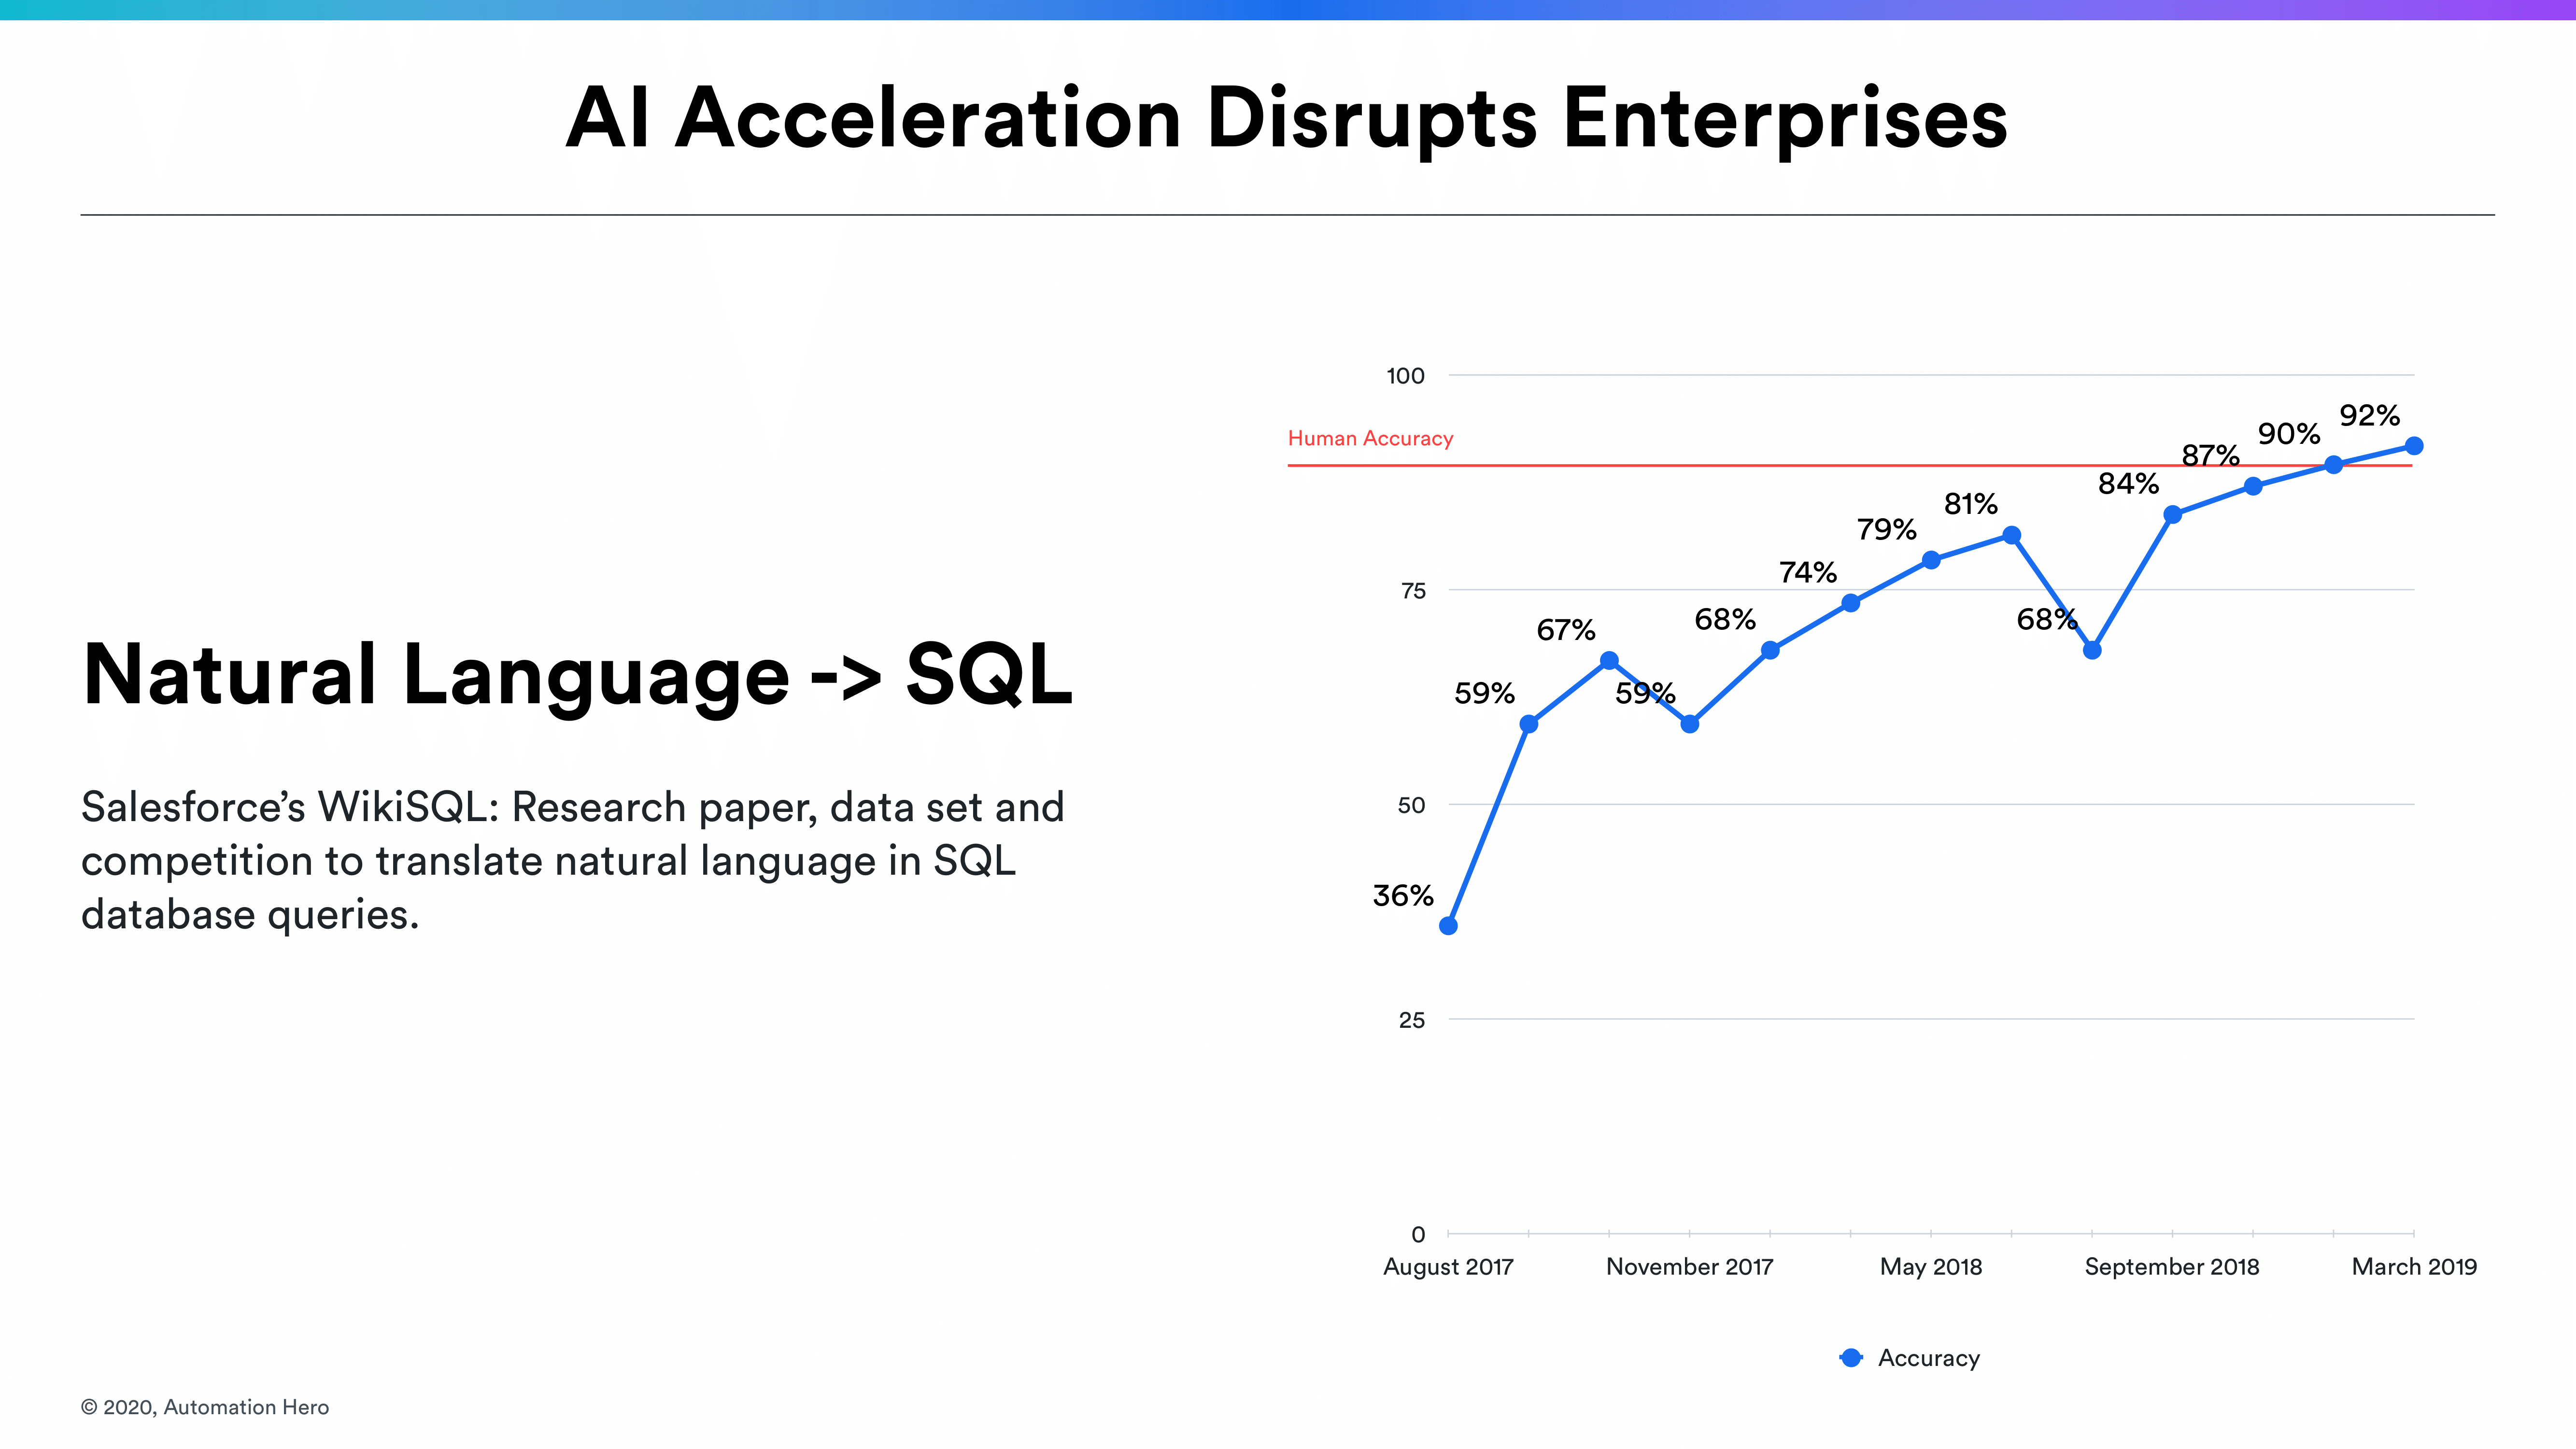 AI Acceleration Disrupts Enterprises
Natural Language -> SQL
Salesforce’s WikiSQL: Research paper, data set and
competition to translate natural language in SQL
database queries.
100
Human Accuracy
75
50
25
0
36%
59%
67%
59%
68%
74%
79%
81%
68%
84%
87%
90%
92%
August 2017
November 2017
May 2018
September 2018
March 2019
Accuracy
© 2020, Automation Hero